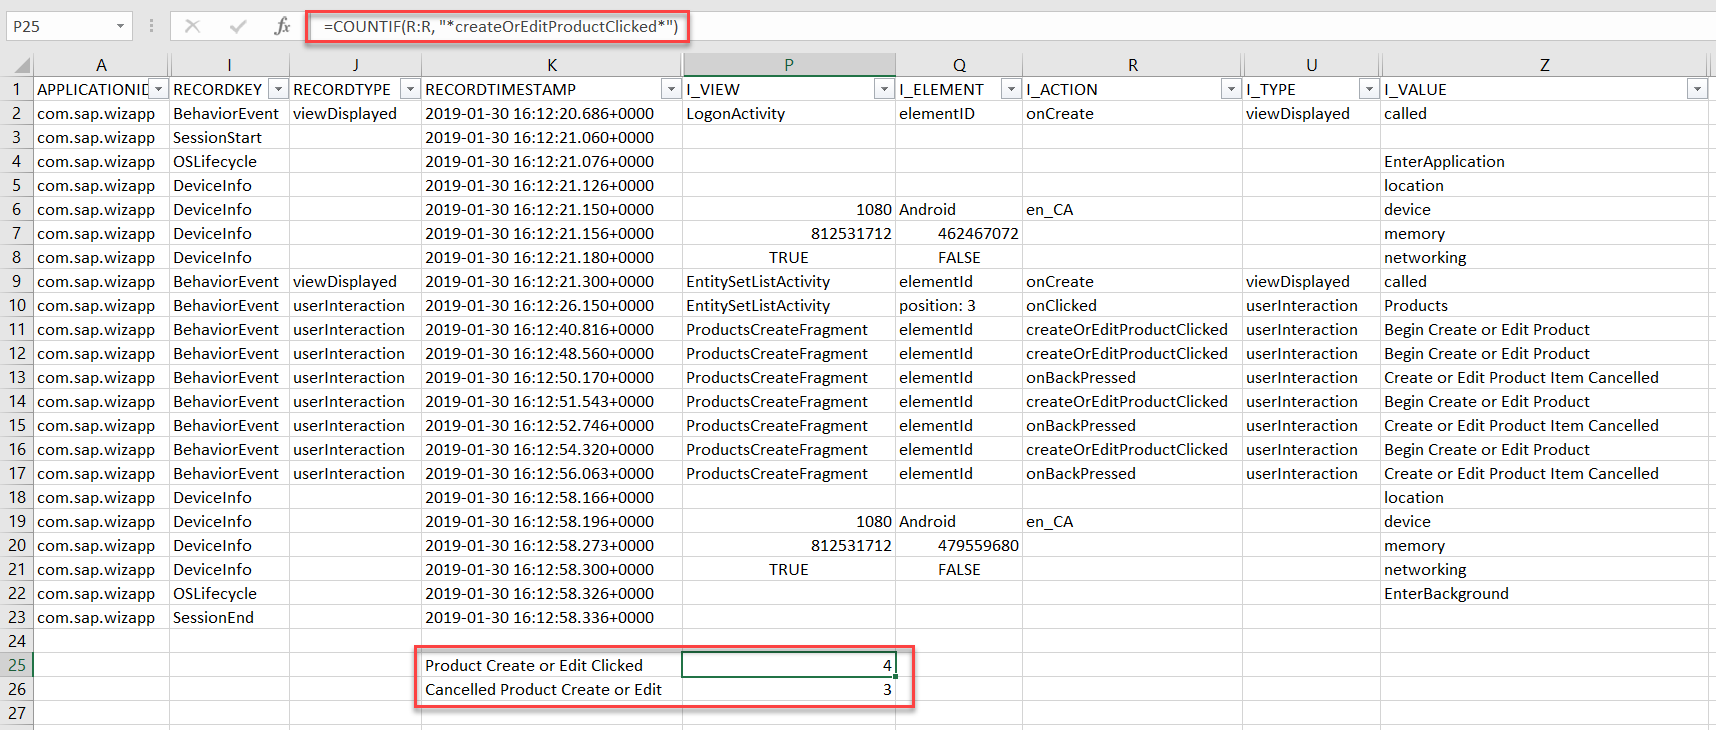 P25 fx =COUNTIF(R:R, "*createOrEditProductClicked*")
A I J K P Q R U Z
1 APPLICATIONID RECORDKEY RECORDTYPE RECORDTIMESTAMP I_VIEW I_ELEMENT I_ACTION I_TYPE I_VALUE
2 com.sap.wizapp BehaviorEvent viewDisplayed 2019-01-30 16:12:20.686+0000 LogonActivity elementID onCreate viewDisplayed called
3 com.sap.wizapp SessionStart 2019-01-30 16:12:21.060+0000
4 com.sap.wizapp OSLifecycle 2019-01-30 16:12:21.076+0000 EnterApplication
5 com.sap.wizapp DeviceInfo 2019-01-30 16:12:21.126+0000 location
6 com.sap.wizapp DeviceInfo 2019-01-30 16:12:21.150+0000 1080 Android en_CA device
7 com.sap.wizapp DeviceInfo 2019-01-30 16:12:21.156+0000 812531712 462467072 memory
8 com.sap.wizapp DeviceInfo 2019-01-30 16:12:21.180+0000 TRUE FALSE networking
9 com.sap.wizapp BehaviorEvent viewDisplayed 2019-01-30 16:12:21.300+0000 EntitySetListActivity elementId onCreate viewDisplayed called
10 com.sap.wizapp BehaviorEvent userInteraction 2019-01-30 16:12:26.150+0000 EntitySetListActivity position: 3 onClicked userInteraction Products
11 com.sap.wizapp BehaviorEvent userInteraction 2019-01-30 16:12:40.816+0000 ProductsCreateFragment elementId createOrEditProductClicked userInteraction Begin Create or Edit Product
12 com.sap.wizapp BehaviorEvent userInteraction 2019-01-30 16:12:48.560+0000 ProductsCreateFragment elementId createOrEditProductClicked userInteraction Begin Create or Edit Product
13 com.sap.wizapp BehaviorEvent userInteraction 2019-01-30 16:12:50.170+0000 ProductsCreateFragment elementId onBackPressed userInteraction Create or Edit Product Item Cancelled
14 com.sap.wizapp BehaviorEvent userInteraction 2019-01-30 16:12:51.543+0000 ProductsCreateFragment elementId createOrEditProductClicked userInteraction Begin Create or Edit Product
15 com.sap.wizapp BehaviorEvent userInteraction 2019-01-30 16:12:52.746+0000 ProductsCreateFragment elementId onBackPressed userInteraction Create or Edit Product Item Cancelled
16 com.sap.wizapp BehaviorEvent userInteraction 2019-01-30 16:12:54.320+0000 ProductsCreateFragment elementId createOrEditProductClicked userInteraction Begin Create or Edit Product
17 com.sap.wizapp BehaviorEvent userInteraction 2019-01-30 16:12:56.063+0000 ProductsCreateFragment elementId onBackPressed userInteraction Create or Edit Product Item Cancelled
18 com.sap.wizapp DeviceInfo 2019-01-30 16:12:58.166+0000 location
19 com.sap.wizapp DeviceInfo 2019-01-30 16:12:58.196+0000 1080 Android en_CA device
20 com.sap.wizapp DeviceInfo 2019-01-30 16:12:58.273+0000 812531712 479559680 memory
21 com.sap.wizapp DeviceInfo 2019-01-30 16:12:58.300+0000 TRUE FALSE networking
22 com.sap.wizapp OSLifecycle 2019-01-30 16:12:58.326+0000 EnterBackground
23 com.sap.wizapp SessionEnd 2019-01-30 16:12:58.336+0000
24
25 Product Create or Edit Clicked 4
26 Cancelled Product Create or Edit 3
27